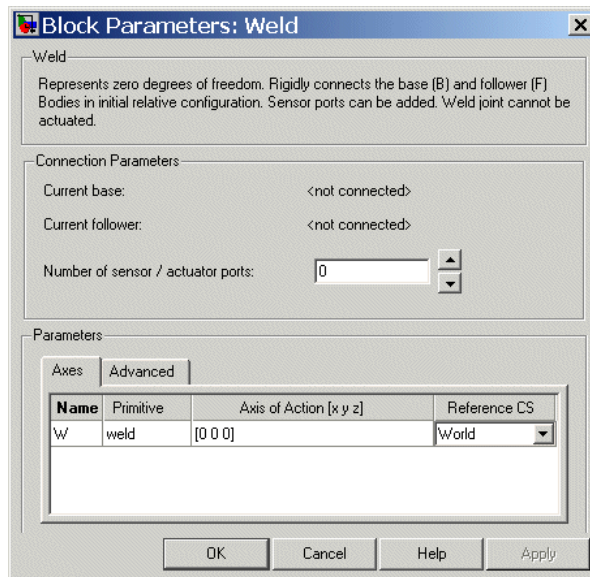 Block Parameters: Weld
Weld
Represents zero degrees of freedom. Rigidly connects the base (B) and follower (F)
Bodies in initial relative configuration. Sensor ports can be added. Weld joint cannot be
actuated.
Connection Parameters
Current base: <not connected>
Current follower: <not connected>
Number of sensor / actuator ports: 0
Parameters
Axes Advanced
Name Primitive Axis of Action [x y z] Reference CS
W weld [0 0 0] World
OK Cancel Help Apply